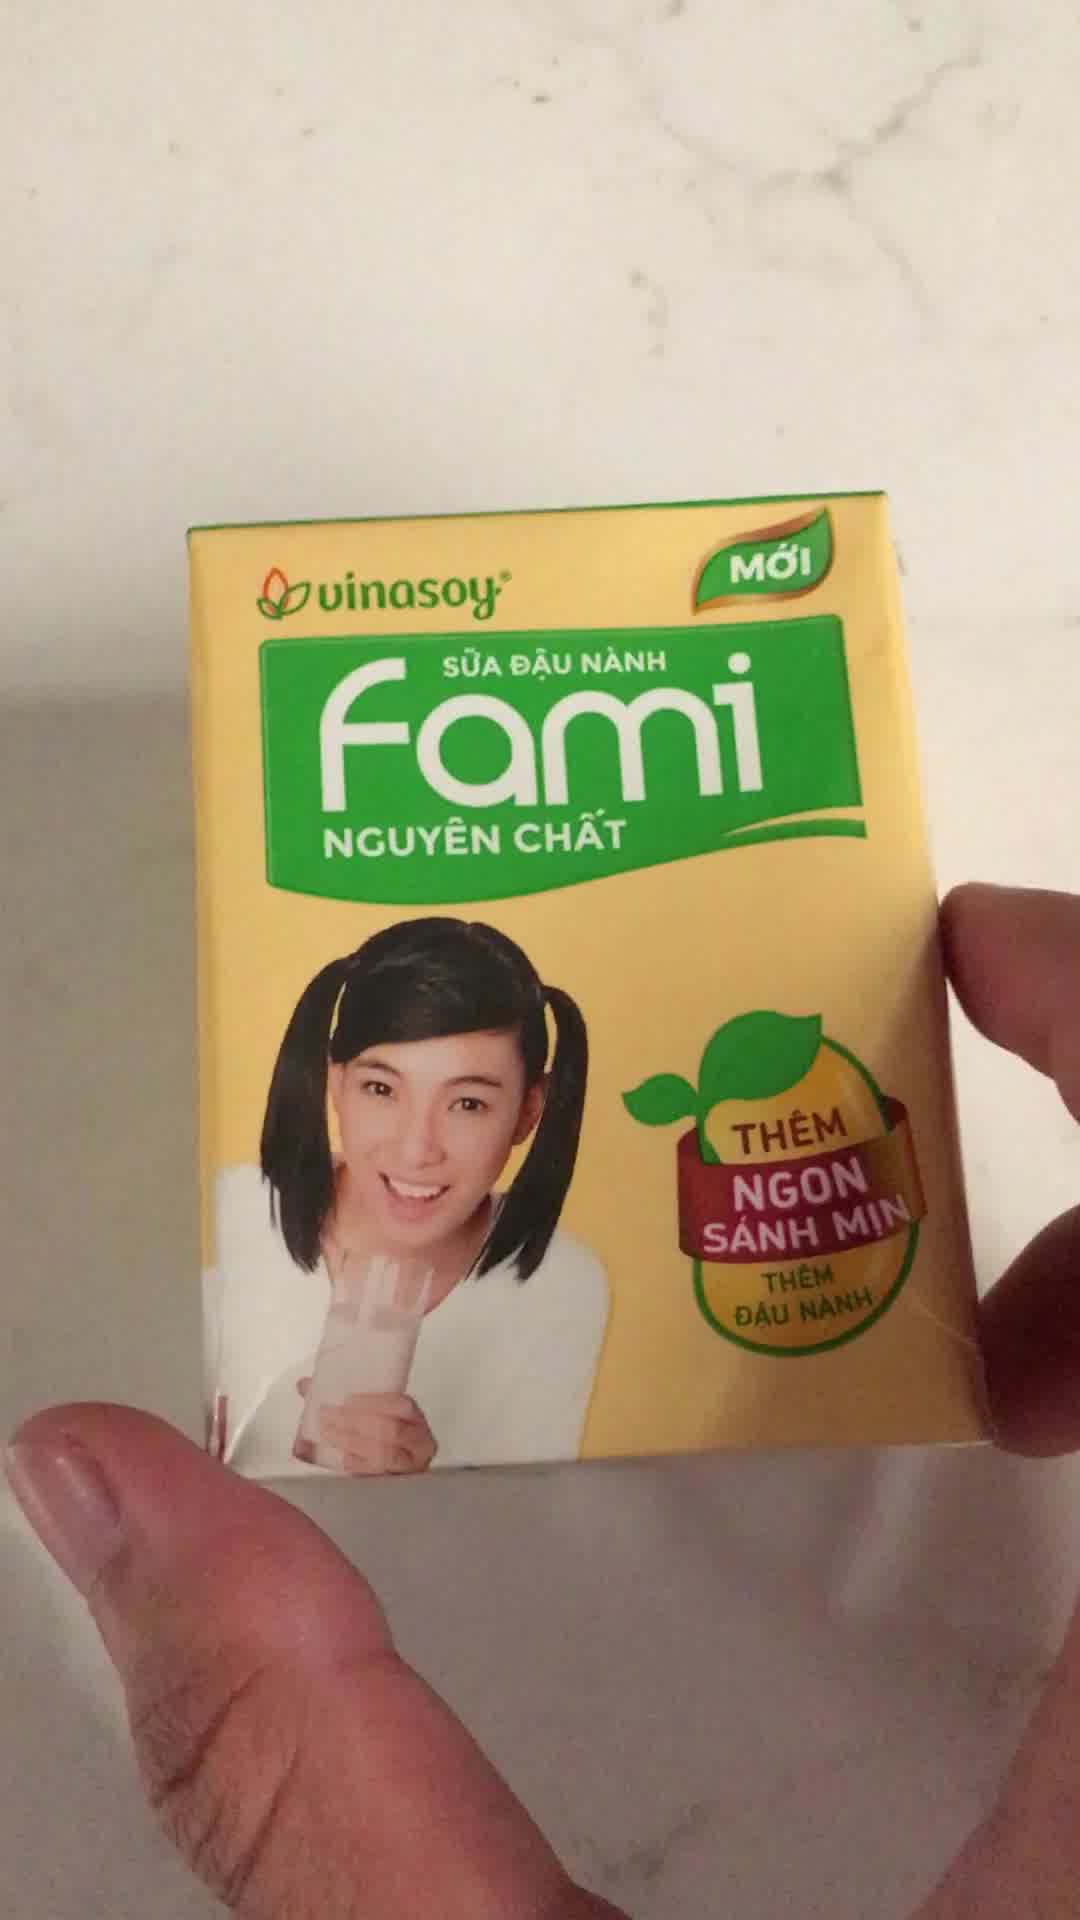 vinasoy®
MỚI
SỮA ĐẬU NÀNH
fami
NGUYÊN CHẤT
THÊM
NGON
SÁNH MỊN
THÊM
ĐẬU NÀNH